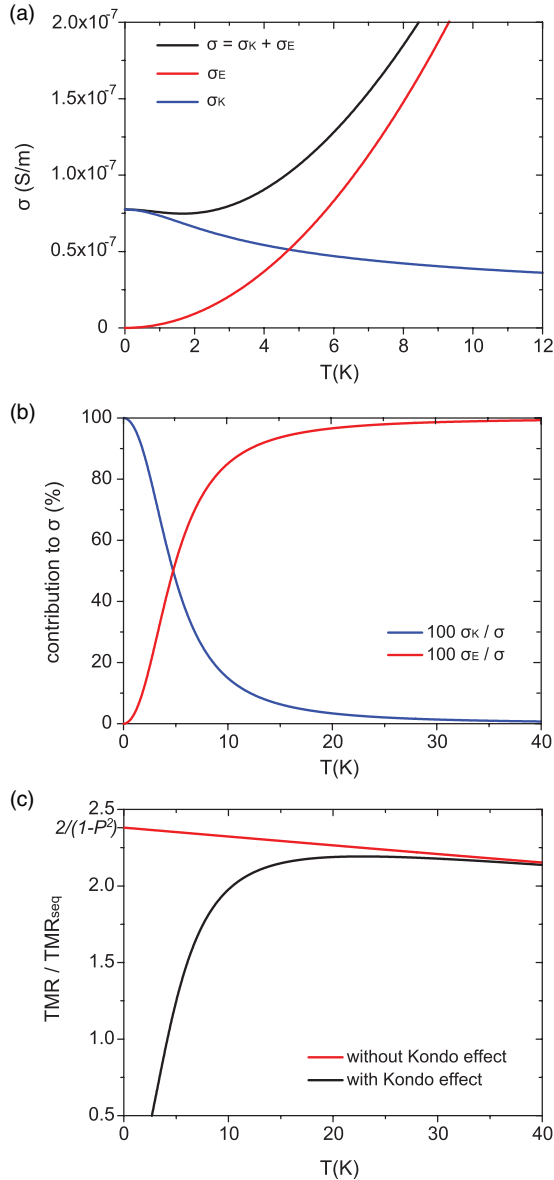 (a)
2.0x10⁻⁷
1.5x10⁻⁷
1.0x10⁻⁷
0.5x10⁻⁷
0
σ (S/m)
σ = σK + σE
σE
σK
0 2 4 6 8 10 12
T(K)
(b)
100
80
60
40
20
0
contribution to σ (%)
100 σK / σ
100 σE / σ
0 10 20 30 40
T(K)
(c)
2.5
2/(1-P²)
2.0
1.5
1.0
0.5
TMR / TMRseq
without Kondo effect
with Kondo effect
0 10 20 30 40
T(K)